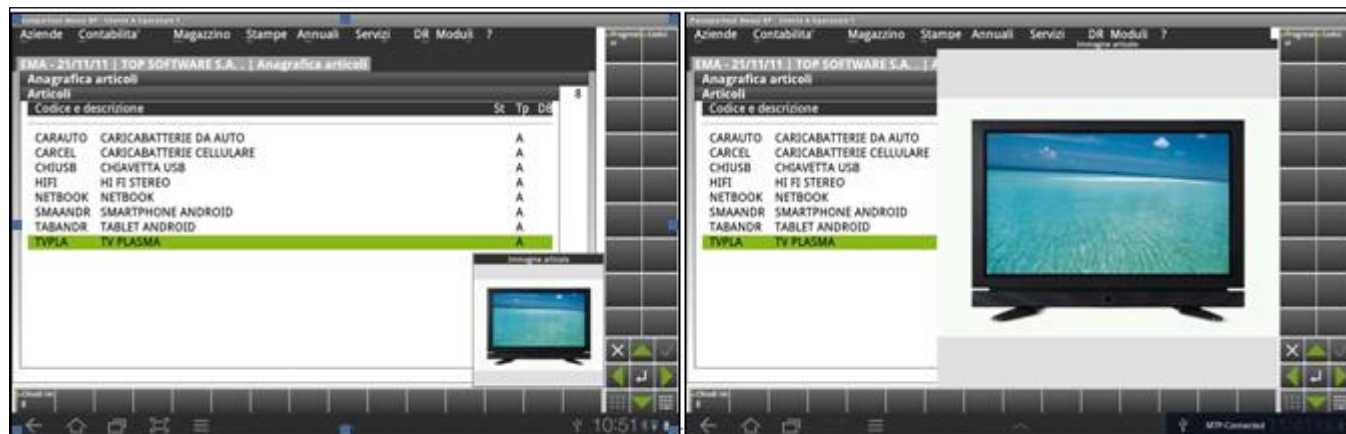 Aziende Contabilita' Magazzino Stampe Annuali Servizi DR Moduli ?
EMA - 21/11/11 | TOP SOFTWARE S.A. . | Anagrafica articoli
Anagrafica articoli
Articoli
8
Codice e descrizione St Tp DB
CARAUTO CARICABATTERIE DA AUTO A
CARCEL CARICABATTERIE CELLULARE A
CHIUSB CHIAVETTA USB A
HIFI HI FI STEREO A
NETBOOK NETBOOK A
SMAANDR SMARTPHONE ANDROID A
TABANDR TABLET ANDROID A
TVPLA TV PLASMA A
Immagine articolo
10:51
Aziende Contabilita' Magazzino Stampe Annuali Servizi DR Moduli ?
Immagine articolo
EMA - 21/11/11 | TOP SOFTWARE S.A. . | A
Anagrafica articoli
Articoli
Codice e descrizione
CARAUTO CARICABATTERIE DA AUTO
CARCEL CARICABATTERIE CELLULARE
CHIUSB CHIAVETTA USB
HIFI HI FI STEREO
NETBOOK NETBOOK
SMAANDR SMARTPHONE ANDROID
TABANDR TABLET ANDROID
TVPLA TV PLASMA
MTP Connected